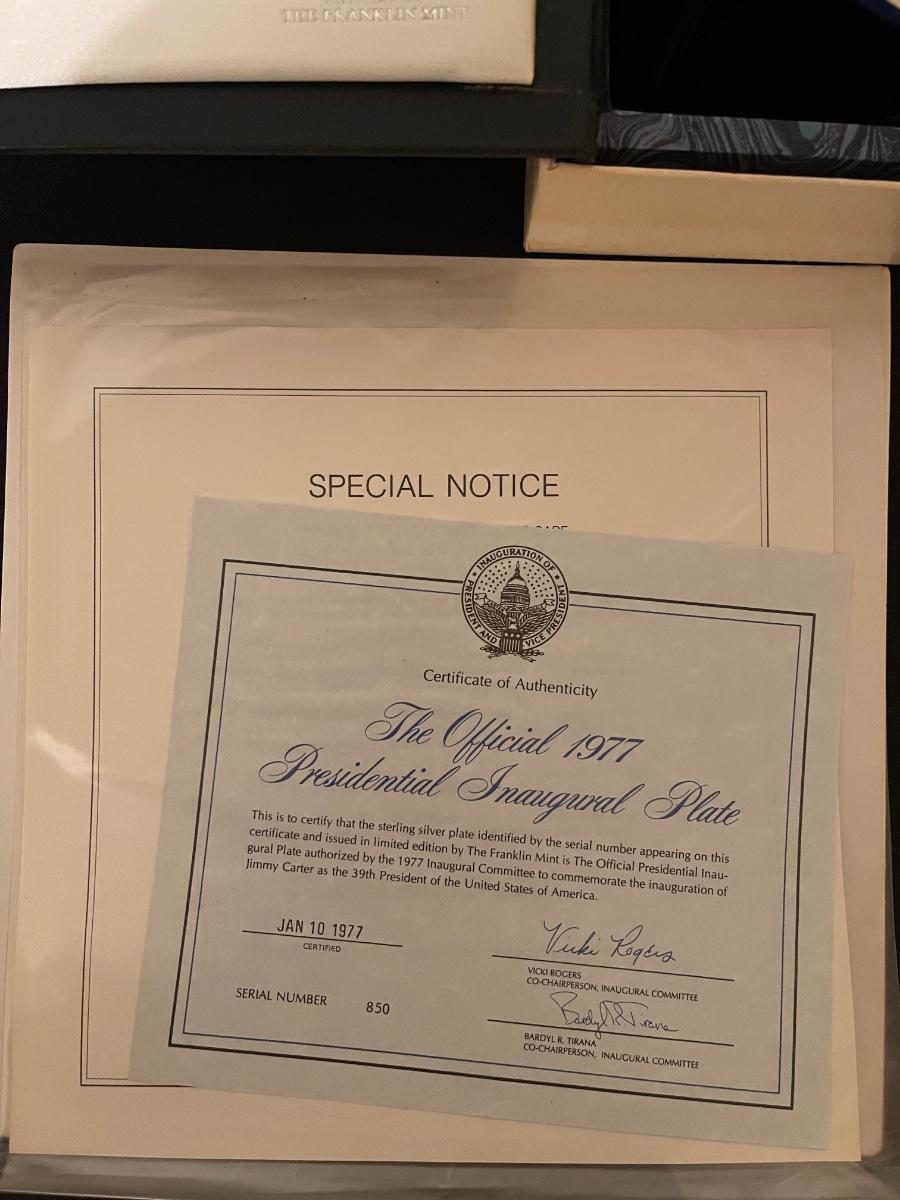 THE FRANKLIN MINT
SPECIAL NOTICE
INAUGURATION OF
PRESIDENT AND VICE PRESIDENT
Certificate of Authenticity
The Official 1977
Presidential Inaugural Plate
This is to certify that the sterling silver plate identified by the serial number appearing on this
certificate and issued in limited edition by The Franklin Mint is The Official Presidential Inau-
gural Plate authorized by the 1977 Inaugural Committee to commemorate the inauguration of
Jimmy Carter as the 39th President of the United States of America.
JAN 10 1977
CERTIFIED
Vicki Rogers
VICKI ROGERS
CO-CHAIRPERSON, INAUGURAL COMMITTEE
SERIAL NUMBER 850
Bardyl R. Tirana
BARDYL R. TIRANA
CO-CHAIRPERSON, INAUGURAL COMMITTEE